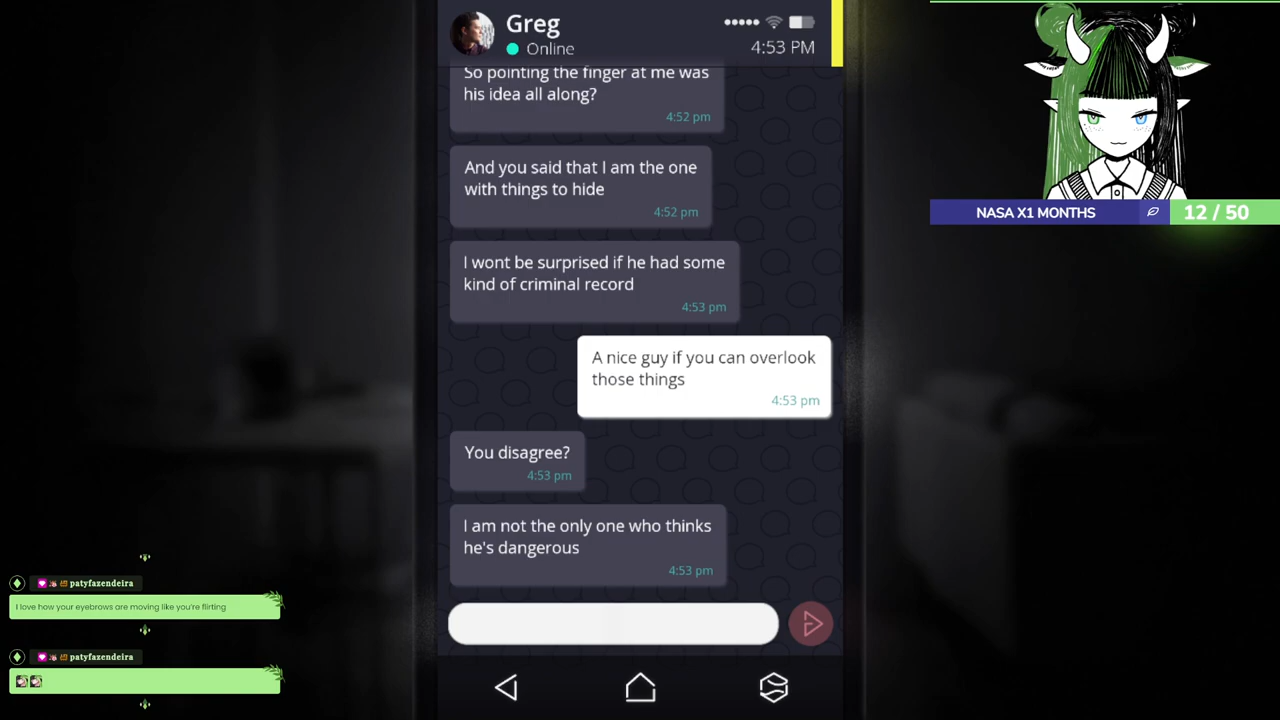 Greg
Online
4:53 PM
So pointing the finger at me was
his idea all along?
4:52 pm
And you said that I am the one
with things to hide
4:52 pm
I wont be surprised if he had some
kind of criminal record
4:53 pm
A nice guy if you can overlook
those things
4:53 pm
You disagree?
4:53 pm
I am not the only one who thinks
he's dangerous
4:53 pm
NASA X1 MONTHS
12 / 50
patyfazendeira
I love how your eyebrows are moving like you're flirting
patyfazendeira